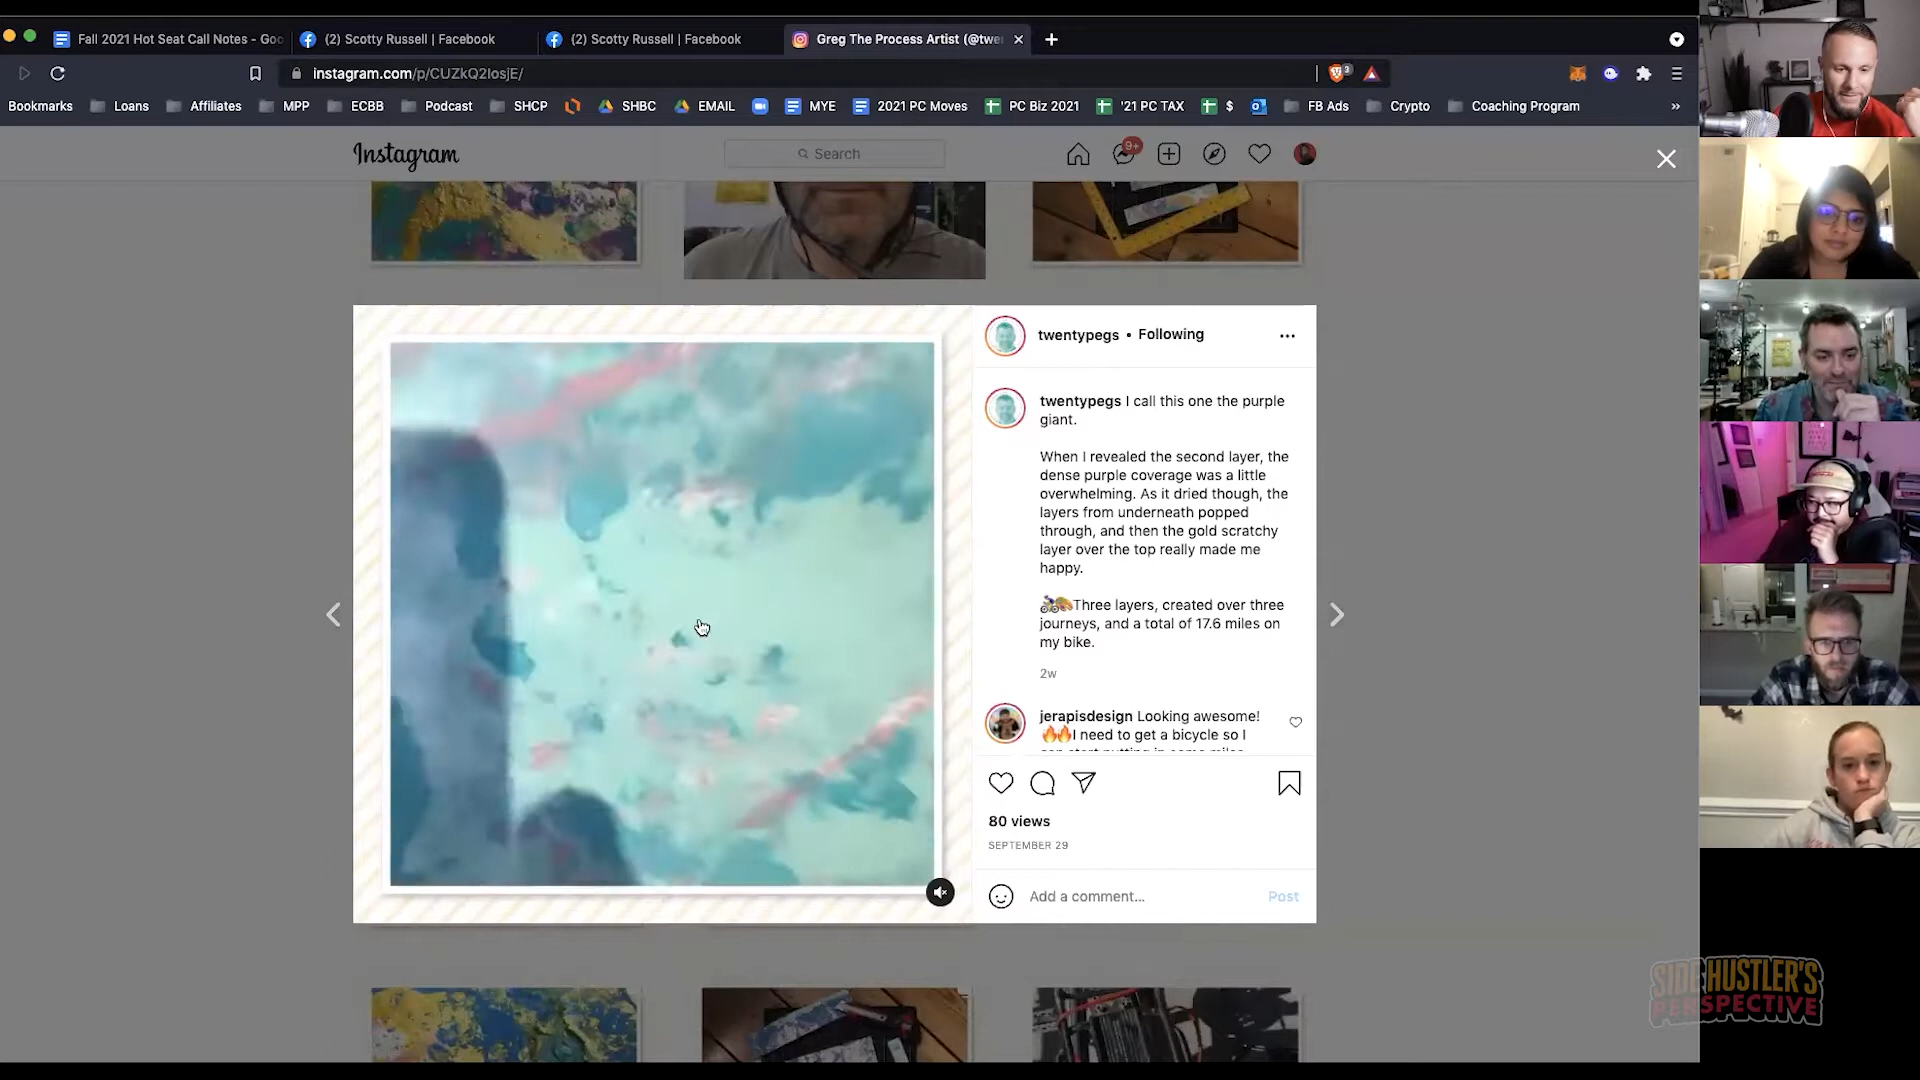 Fall 2021 Hot Seat Call Notes - Goo
(2) Scotty Russell | Facebook
(2) Scotty Russell | Facebook
Greg The Process Artist (@twe
instagram.com/p/CUZkQ2losjE/
3
Bookmarks Loans Affiliates MPP ECBB Podcast SHCP SHBC EMAIL MYE 2021 PC Moves PC Biz 2021 '21 PC TAX $ FB Ads Crypto Coaching Program »
Instagram
Search
9+
twentypegs • Following
twentypegs I call this one the purple
giant.
When I revealed the second layer, the
dense purple coverage was a little
overwhelming. As it dried though, the
layers from underneath popped
through, and then the gold scratchy
layer over the top really made me
happy.
Three layers, created over three
journeys, and a total of 17.6 miles on
my bike.
2w
jerapisdesign Looking awesome!
I need to get a bicycle so I
80 views
SEPTEMBER 29
Add a comment...
Post
SIDE HUSTLER'S
PERSPECTIVE